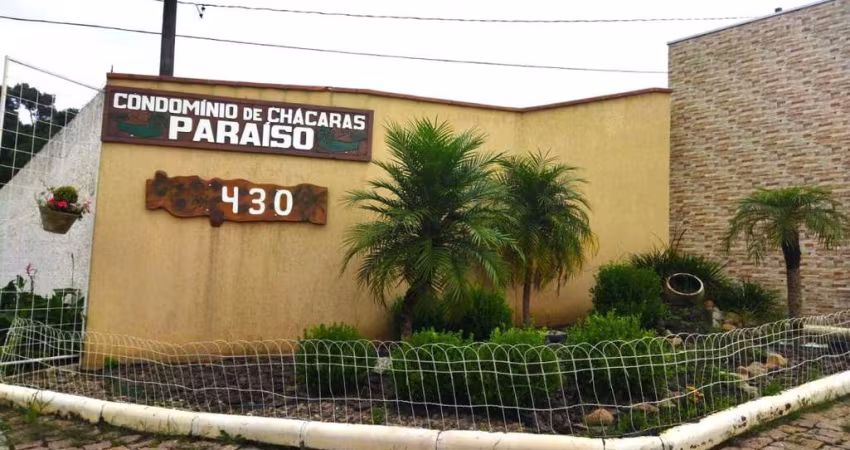 CONDOMÍNIO DE CHÁCARAS
PARAÍSO
430